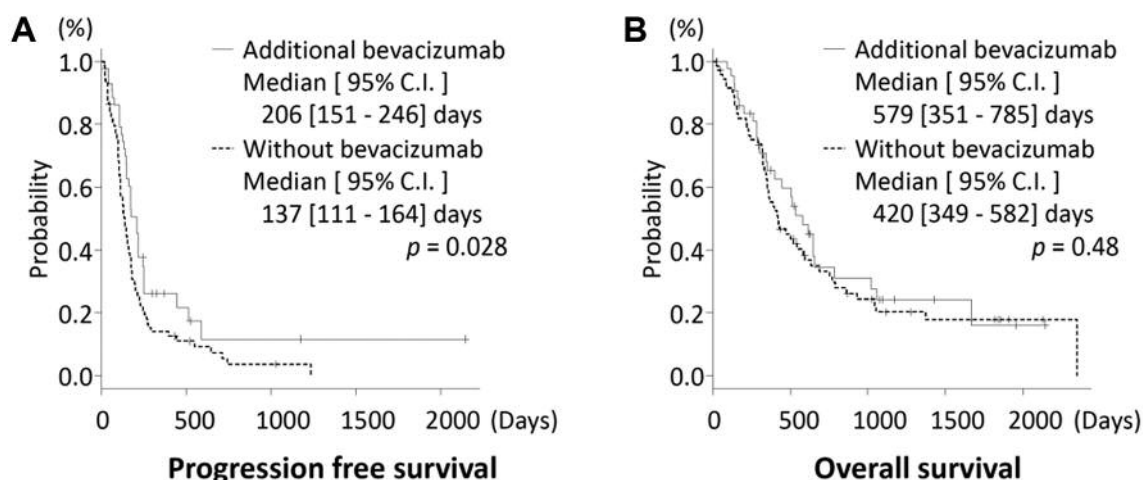 A (%)
Additional bevacizumab
Median [ 95% C.I. ]
206 [151 - 246] days
Without bevacizumab
Median [ 95% C.I. ]
137 [111 - 164] days
p = 0.028
Probability
1.0
0.8
0.6
0.4
0.2
0.0
0 500 1000 1500 2000 (Days)
Progression free survival
B (%)
Additional bevacizumab
Median [ 95% C.I. ]
579 [351 - 785] days
Without bevacizumab
Median [ 95% C.I. ]
420 [349 - 582] days
p = 0.48
Probability
1.0
0.8
0.6
0.4
0.2
0.0
0 500 1000 1500 2000 (Days)
Overall survival